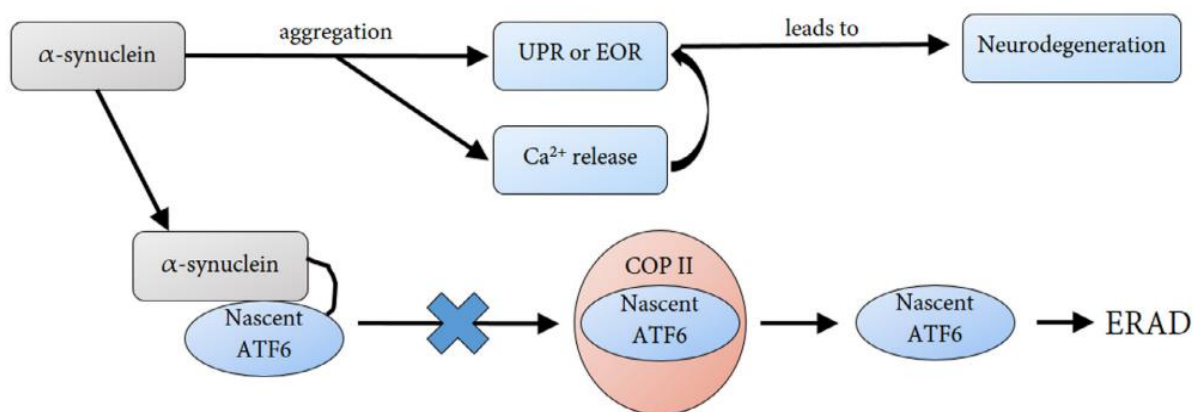 α-synuclein
aggregation
UPR or EOR
leads to
Neurodegeneration
Ca²⁺ release
α-synuclein
Nascent
ATF6
COP II
Nascent
ATF6
Nascent
ATF6
ERAD